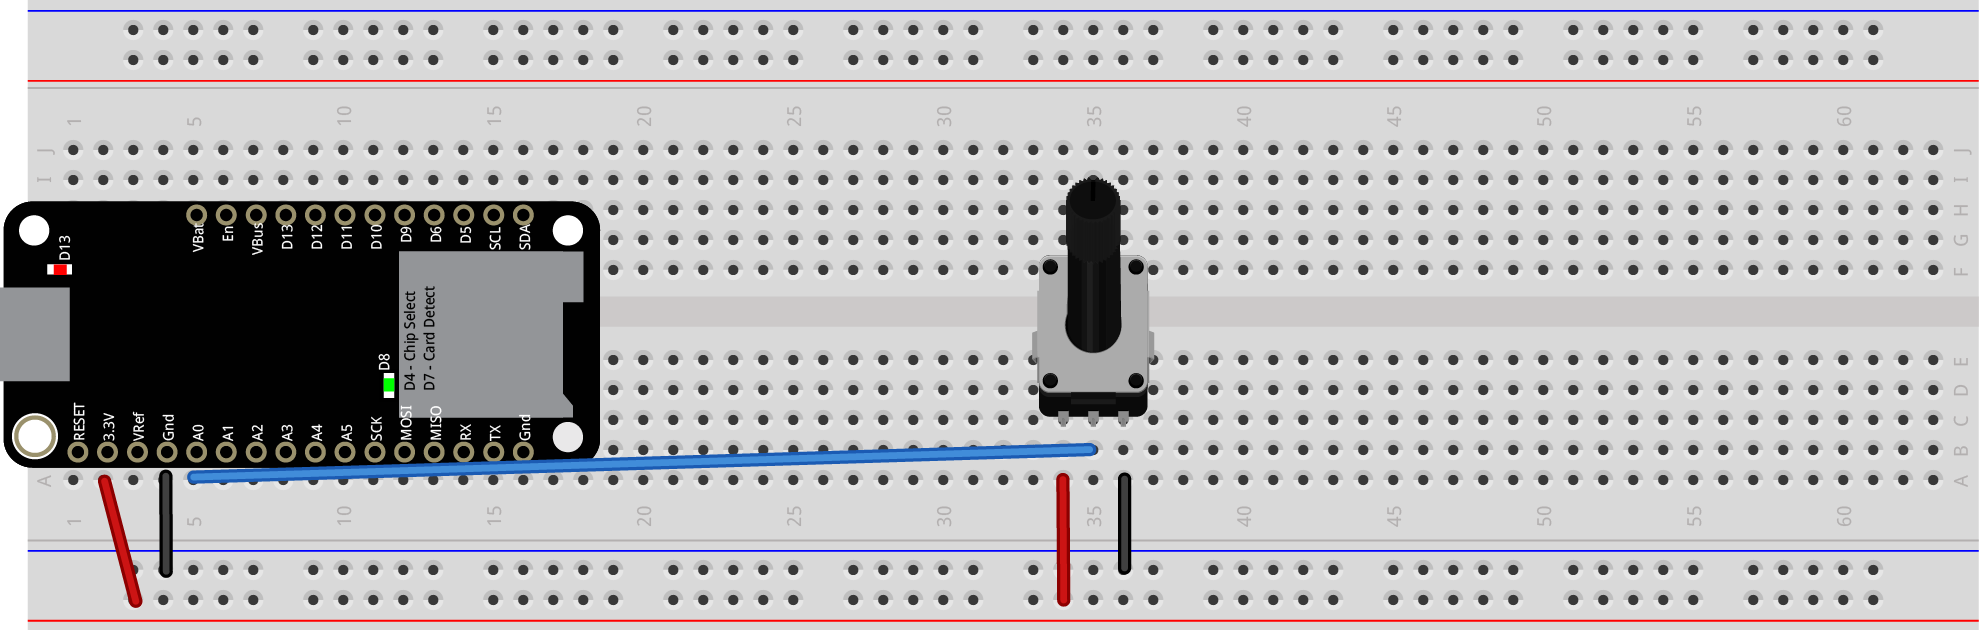 1 5 10 15 20 25 30 35 40 45 50 55 60
J J
I I
H
G
F
VBat En VBus D13 D12 D11 D10 D9 D6 D5 SCL SDA
D13
D4 - Chip Select
D7 - Card Detect
D8
E
D
C
B
RESET 3.3V VRef Gnd A0 A1 A2 A3 A4 A5 SCK MOSI MISO RX TX Gnd
A A
1 5 10 15 20 25 30 35 40 45 50 55 60